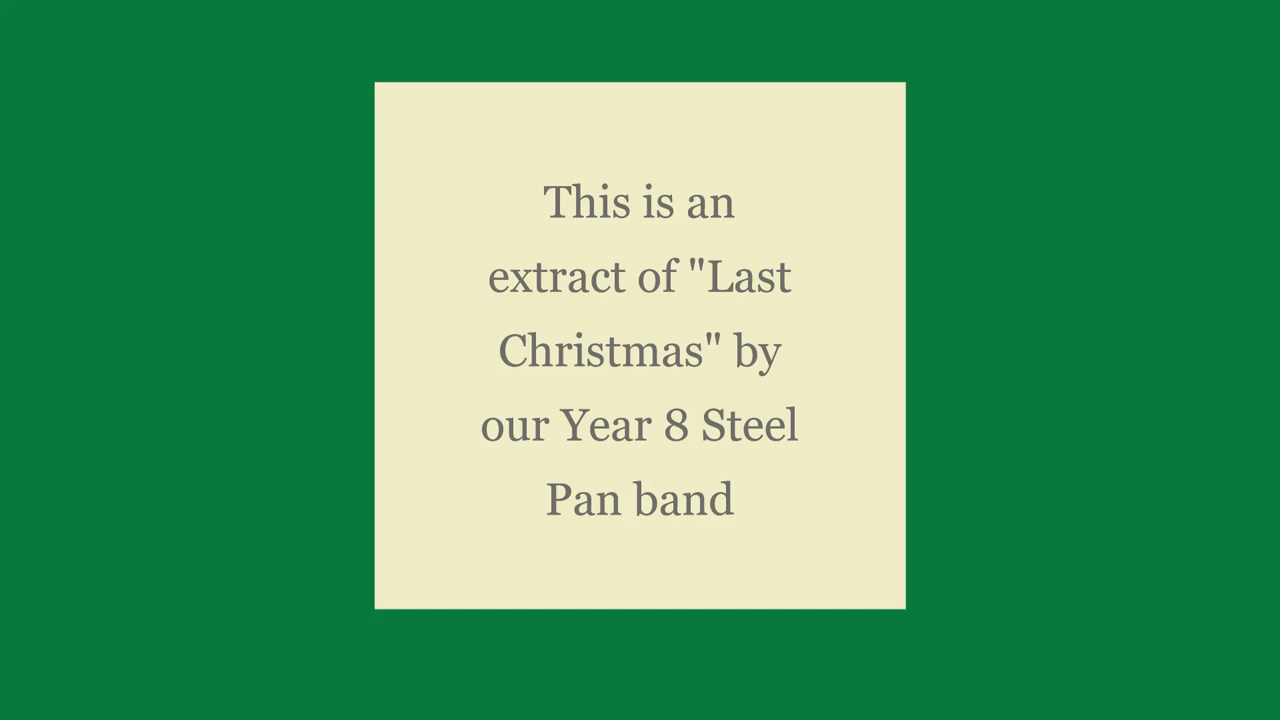 This is an
extract of "Last
Christmas" by
our Year 8 Steel
Pan band